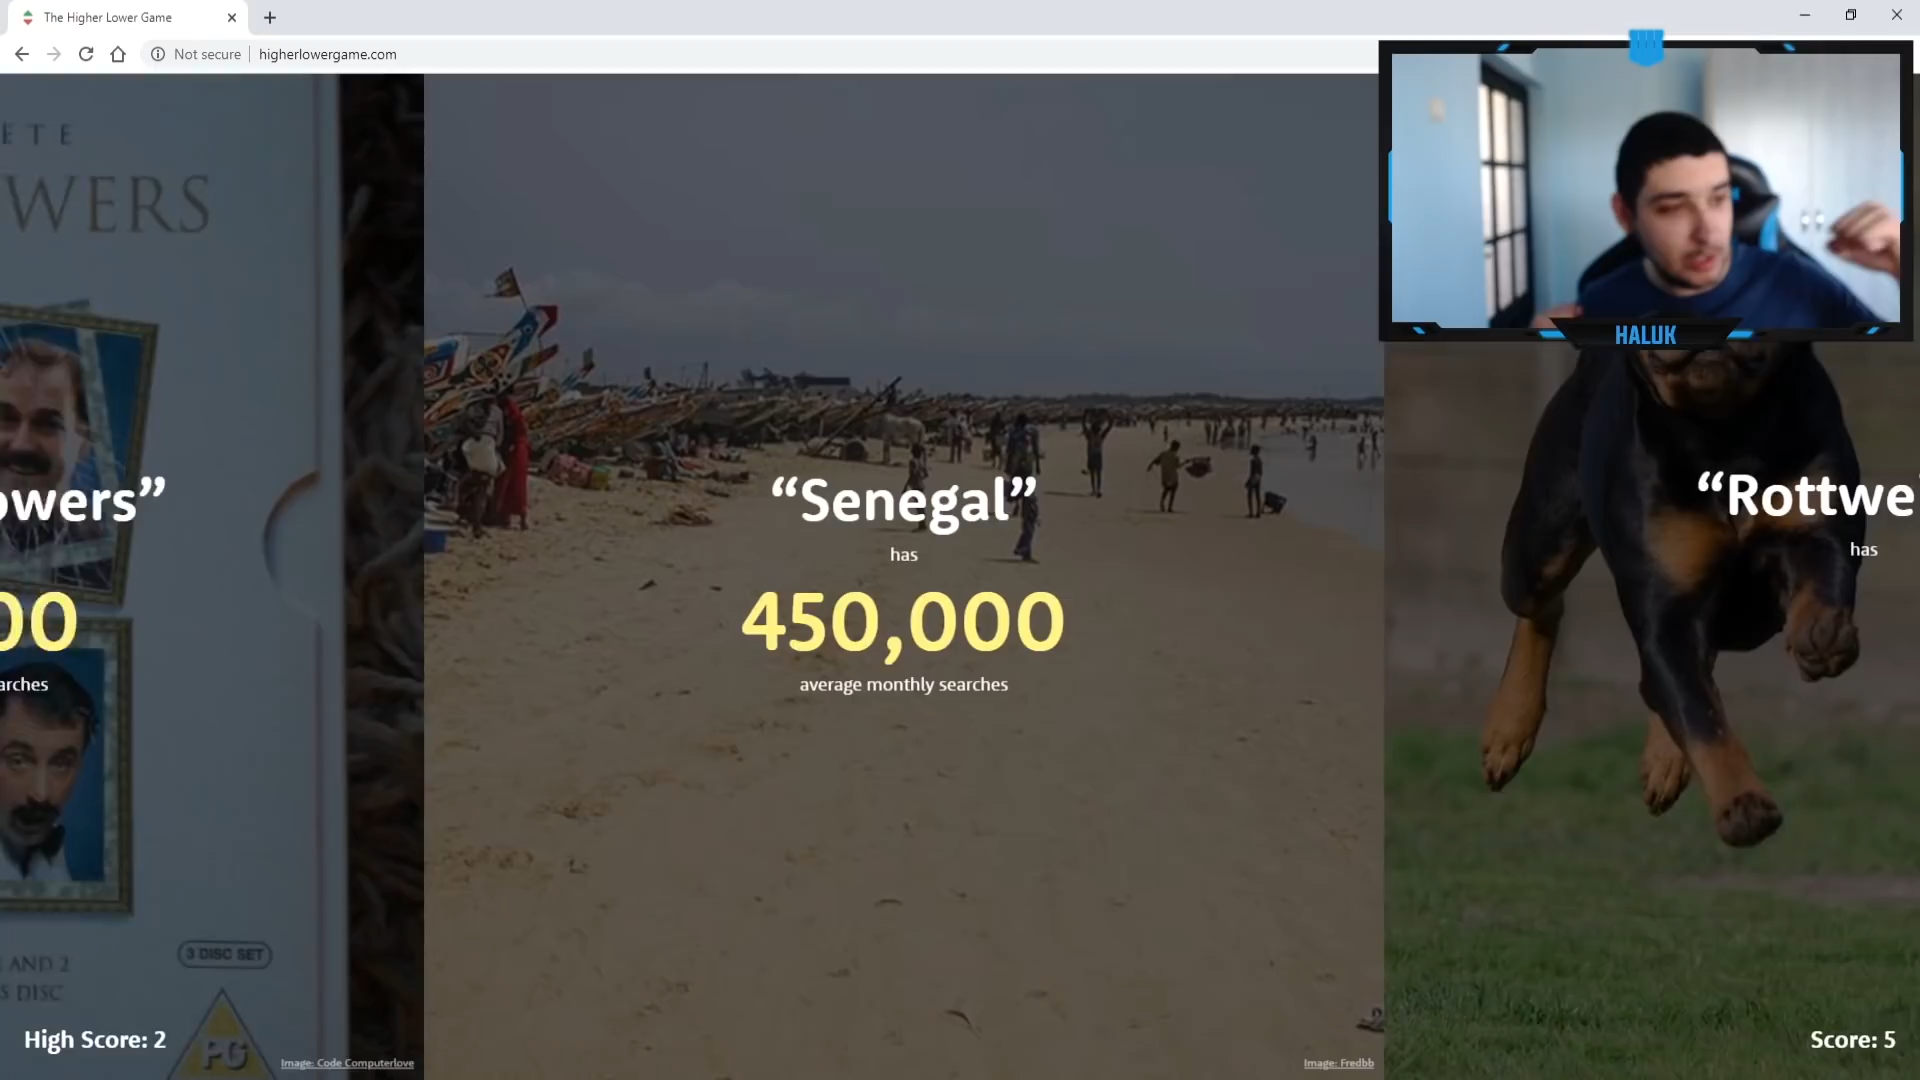 The Higher Lower Game
Not secure
higherlowergame.com
HALUK
ETE
WERS
owers”
00
arches
AND 2
S DISC
3 DISC SET
PG
High Score: 2
Image: Code Computerlove
“Senegal”
has
450,000
average monthly searches
Image: Fredbb
“Rottwe
has
Score: 5